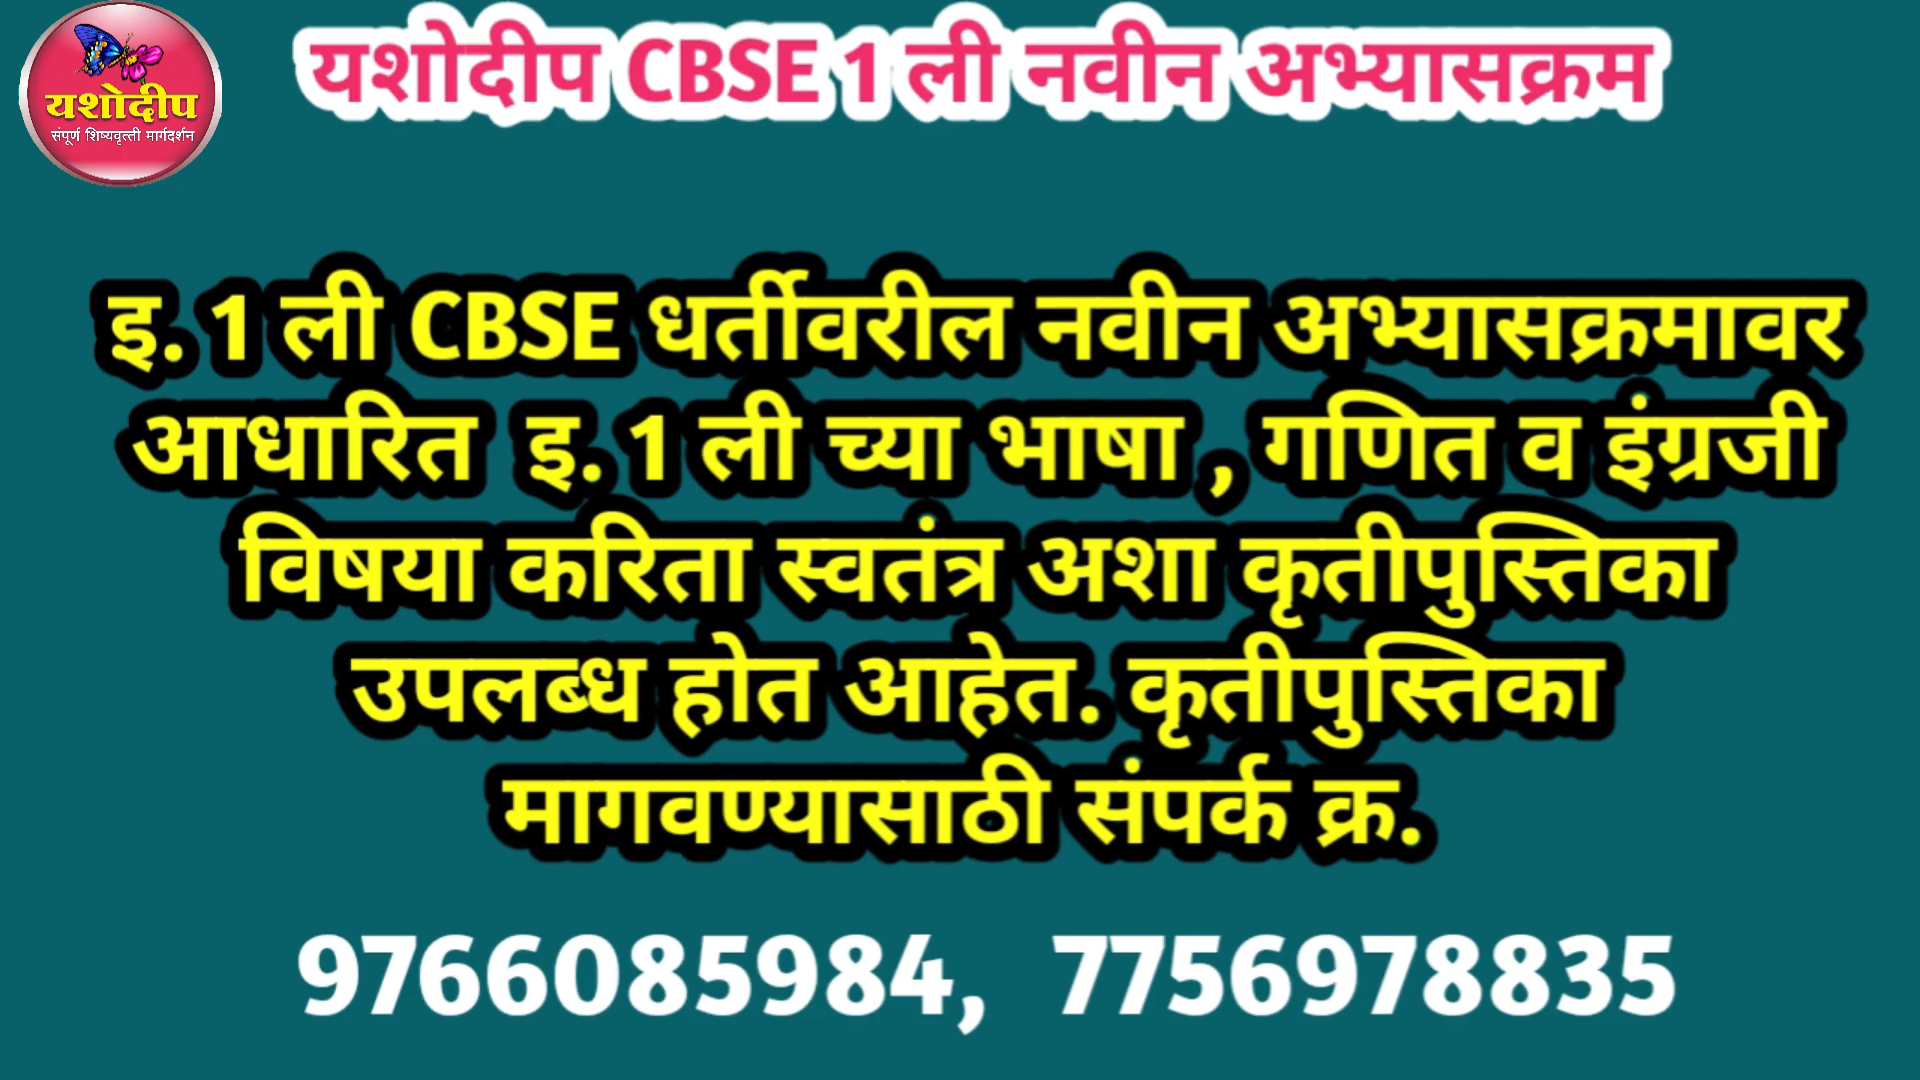 यशोदीप
संपूर्ण शिष्यवृत्ती मार्गदर्शन
यशोदीप CBSE 1 ली नवीन अभ्यासक्रम
इ. 1 ली CBSE धर्तीवरील नवीन अभ्यासक्रमावर
आधारित इ. 1 ली च्या भाषा , गणित व इंग्रजी
विषया करिता स्वतंत्र अशा कृतीपुस्तिका
उपलब्ध होत आहेत. कृतीपुस्तिका
मागवण्यासाठी संपर्क क्र.
9766085984, 7756978835